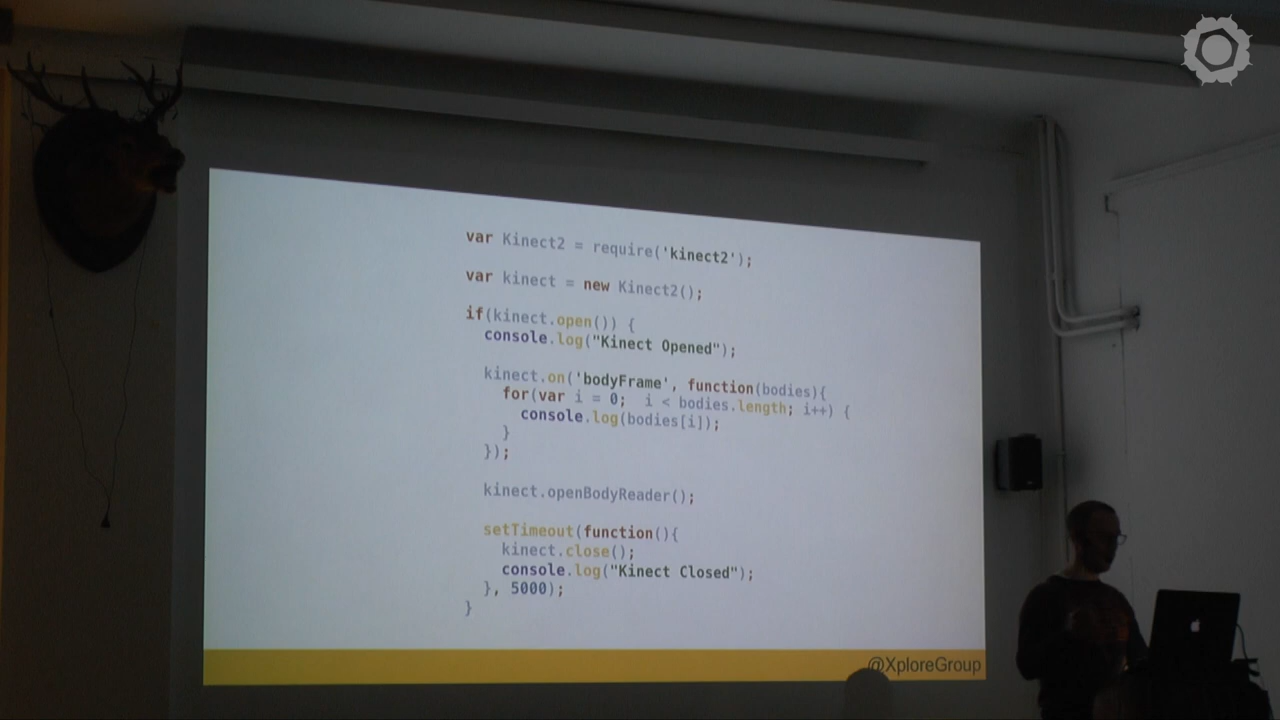 var Kinect2 = require('kinect2');
var kinect = new Kinect2();
if(kinect.open()) {
console.log("Kinect Opened");
kinect.on('bodyFrame', function(bodies){
for(var i = 0;  i < bodies.length; i++) {
console.log(bodies[i]);
}
});
kinect.openBodyReader();
setTimeout(function(){
kinect.close();
console.log("Kinect Closed");
}, 5000);
}
@XploreGroup